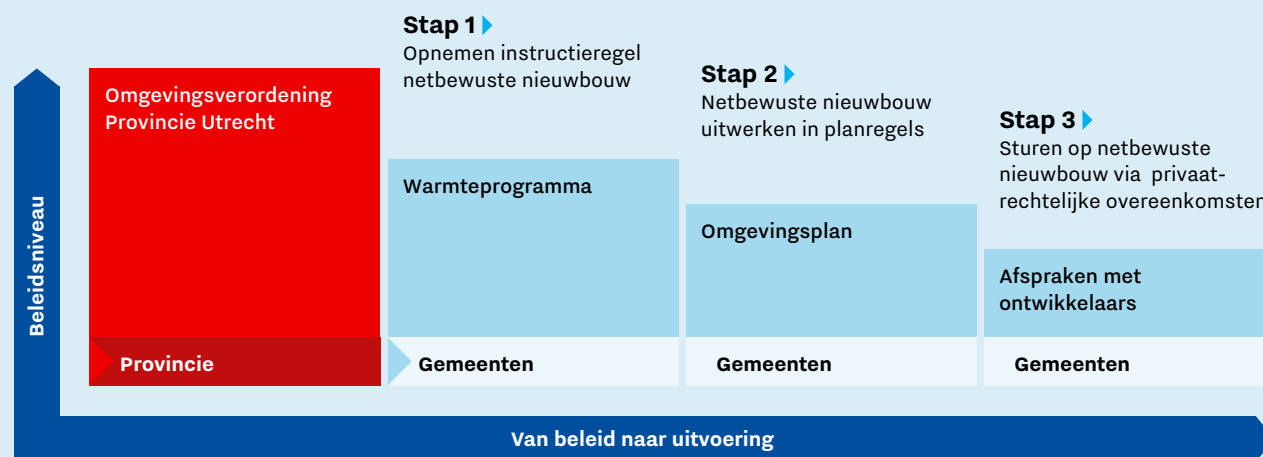 Beleidsniveau
Omgevingsverordening
Provincie Utrecht
Provincie
Stap 1
Opnemen instructieregel
netbewuste nieuwbouw
Warmteprogramma
Gemeenten
Stap 2
Netbewuste nieuwbouw
uitwerken in planregels
Omgevingsplan
Gemeenten
Stap 3
Sturen op netbewuste
nieuwbouw via privaat-
rechtelijke overeenkomsten
Afspraken met
ontwikkelaars
Gemeenten
Van beleid naar uitvoering